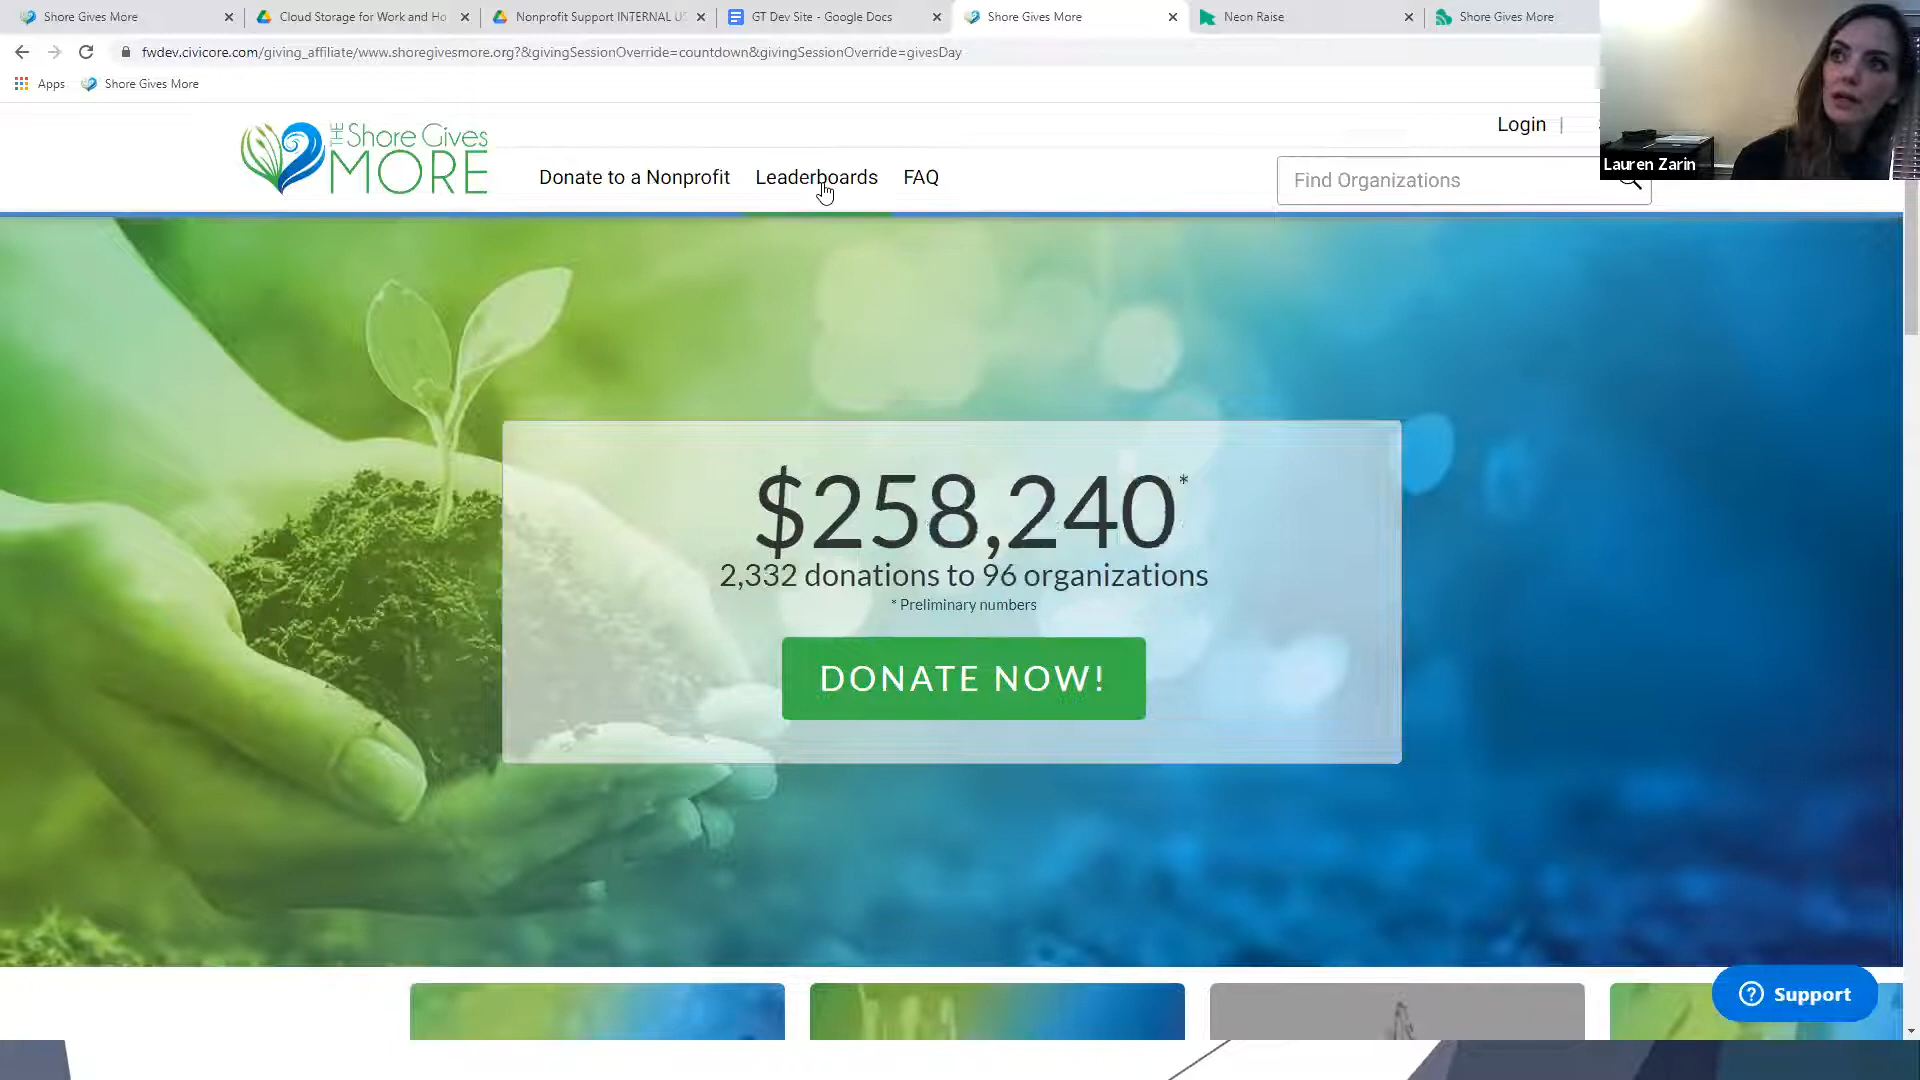 Shore Gives More
Cloud Storage for Work and Ho
Nonprofit Support INTERNAL U
GT Dev Site - Google Docs
Shore Gives More
Neon Raise
Shore Gives More
fwdev.civicore.com/giving_affiliate/www.shoregivesmore.org?&givingSessionOverride=countdown&givingSessionOverride=givesDay
Apps
Shore Gives More
Login |
THE Shore Gives
MORE
Donate to a Nonprofit
Leaderboards
FAQ
Find Organizations
Lauren Zarin
$258,240*
2,332 donations to 96 organizations
* Preliminary numbers
DONATE NOW!
Support